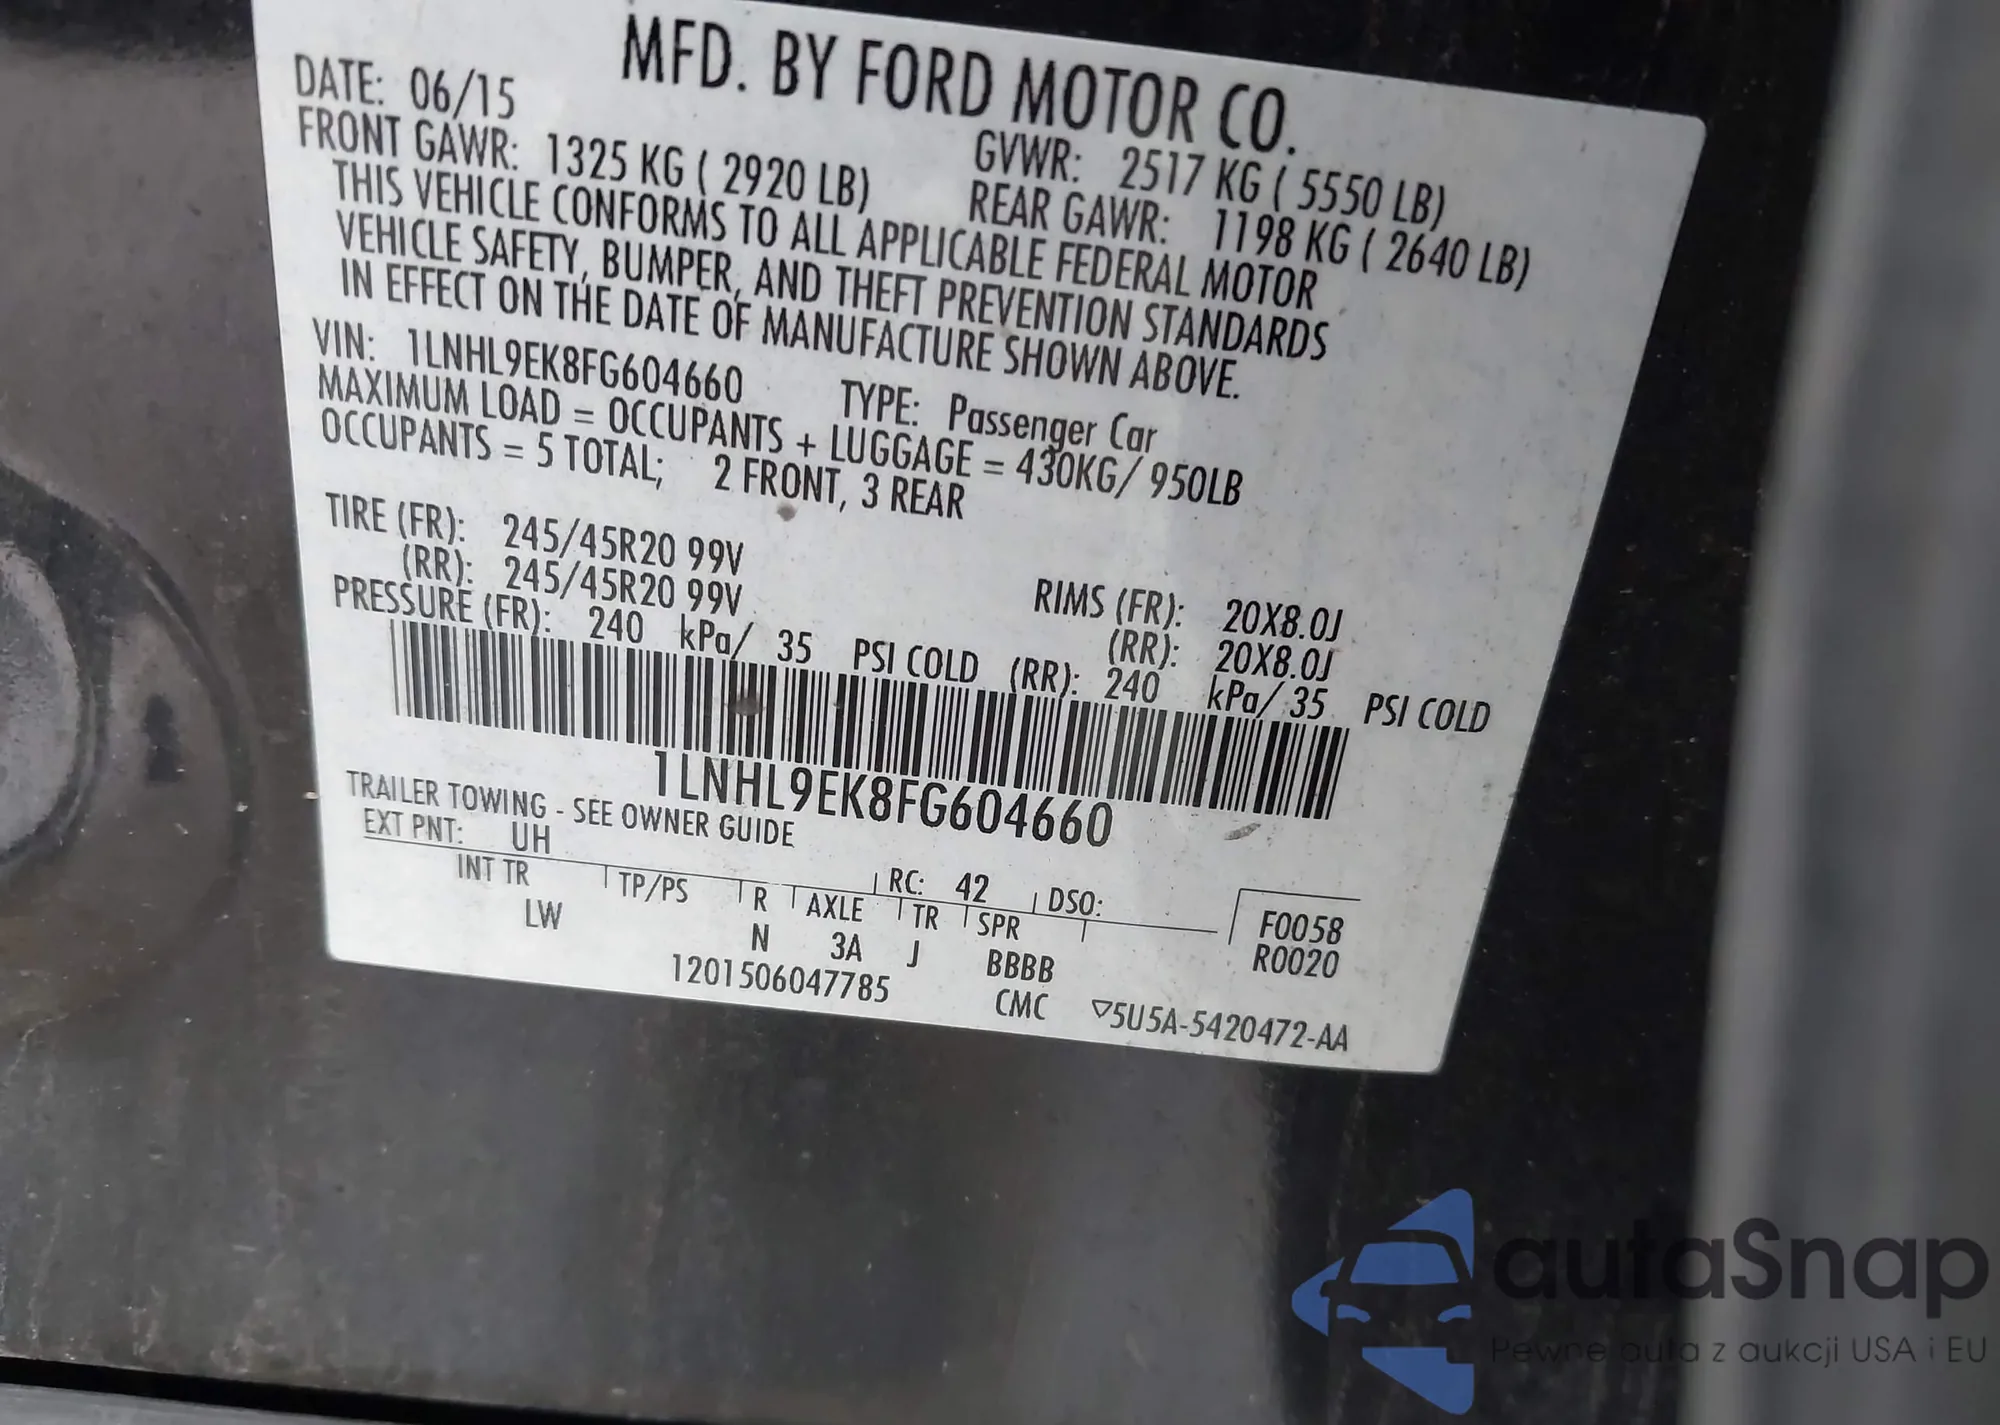 MFD. BY FORD MOTOR CO.
DATE: 06/15
GVWR: 2517 KG ( 5550 LB)
FRONT GAWR: 1325 KG ( 2920 LB)
REAR GAWR: 1198 KG ( 2640 LB)
THIS VEHICLE CONFORMS TO ALL APPLICABLE FEDERAL MOTOR
VEHICLE SAFETY, BUMPER, AND THEFT PREVENTION STANDARDS
IN EFFECT ON THE DATE OF MANUFACTURE SHOWN ABOVE.
VIN: 1LNHL9EK8FG604660 TYPE: Passenger Car
MAXIMUM LOAD = OCCUPANTS + LUGGAGE = 430KG/ 950LB
OCCUPANTS = 5 TOTAL; 2 FRONT, 3 REAR
TIRE (FR): 245/45R20 99V RIMS (FR): 20X8.0J
(RR): 245/45R20 99V (RR): 20X8.0J
PRESSURE (FR): 240 kPa/ 35 PSI COLD (RR): 240 kPa/ 35 PSI COLD
1LNHL9EK8FG604660
TRAILER TOWING - SEE OWNER GUIDE
EXT PNT: UH RC: 42 DSO:
INT TR TP/PS R AXLE TR SPR F0058
LW N 3A J BBBB R0020
1201506047785 CMC ▽5U5A-5420472-AA
autaSnap
Pewne auta z aukcji USA i EU